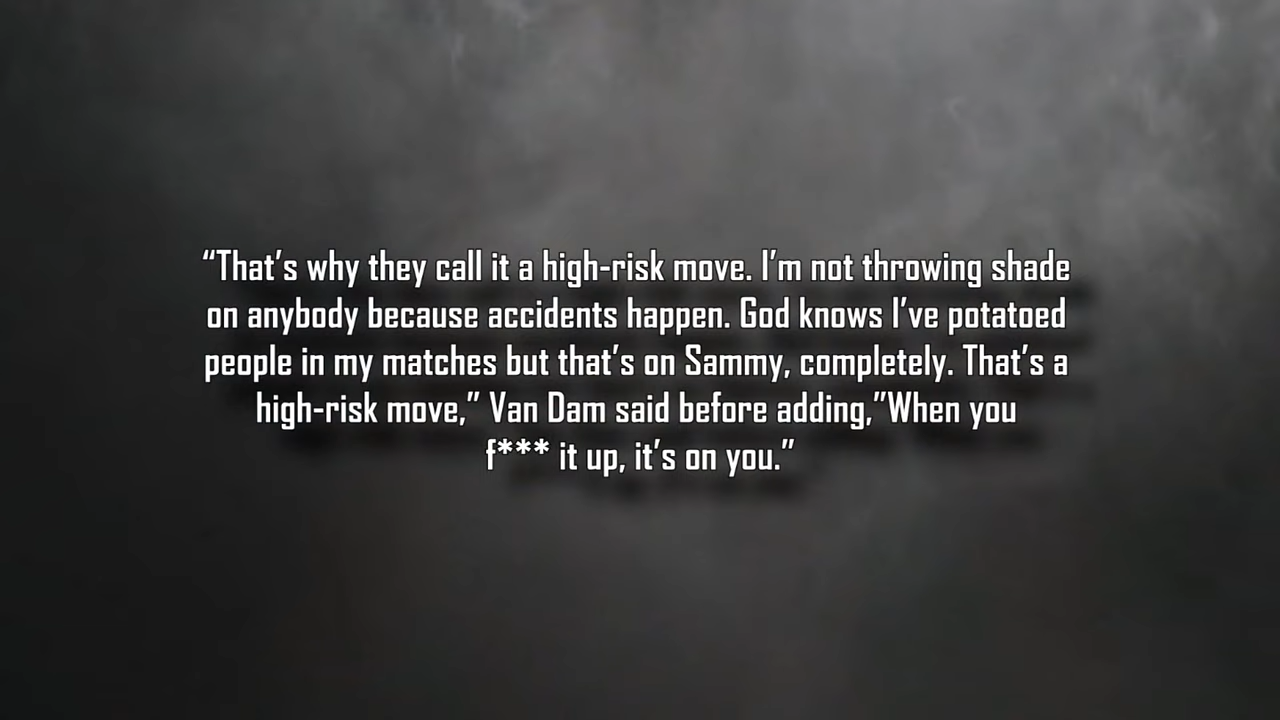 “That’s why they call it a high-risk move. I’m not throwing shade
on anybody because accidents happen. God knows I’ve potatoed
people in my matches but that’s on Sammy, completely. That’s a
high-risk move,” Van Dam said before adding,”When you
f*** it up, it’s on you.”